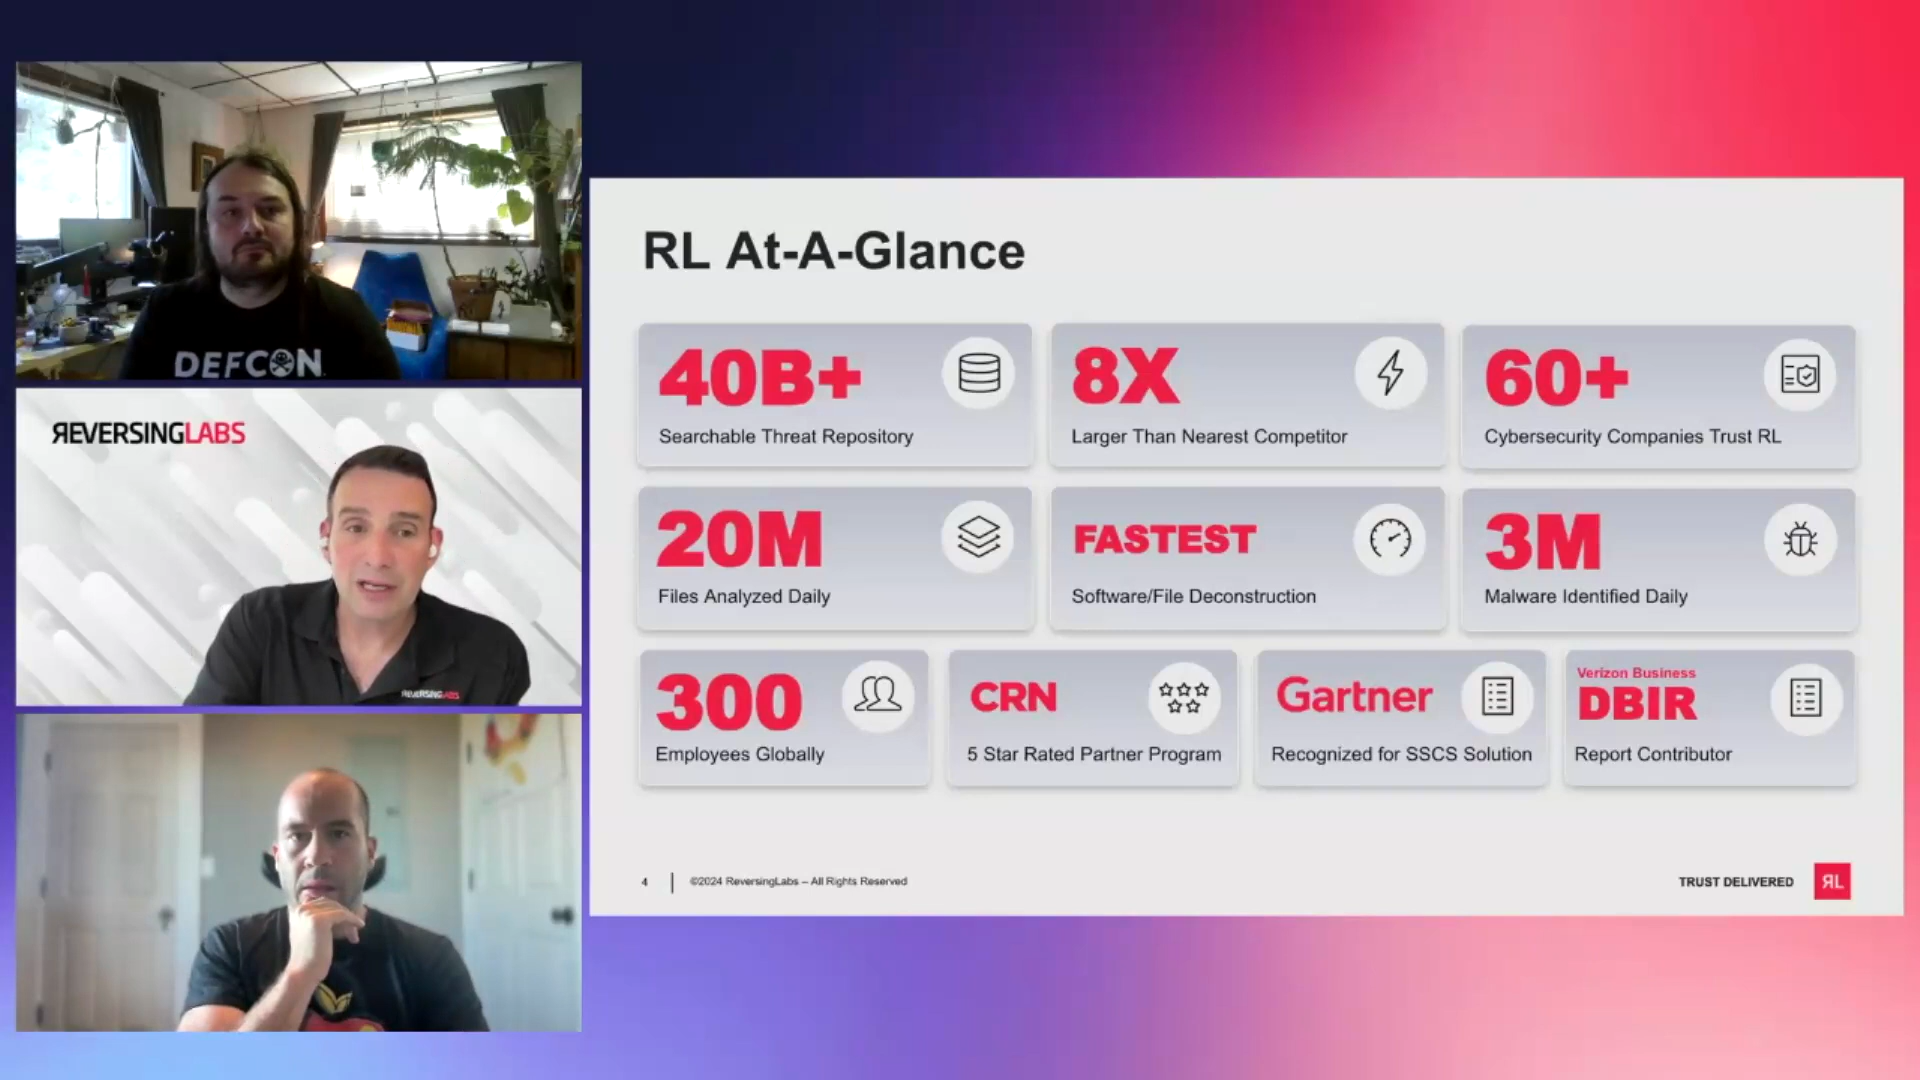 DEFCON
REVERSINGLABS
REVERSINGLABS
RL At-A-Glance
40B+
Searchable Threat Repository
8X
Larger Than Nearest Competitor
60+
Cybersecurity Companies Trust RL
20M
Files Analyzed Daily
FASTEST
Software/File Deconstruction
3M
Malware Identified Daily
300
Employees Globally
CRN
5 Star Rated Partner Program
Gartner
Recognized for SSCS Solution
Verizon Business
DBIR
Report Contributor
4
©2024 ReversingLabs – All Rights Reserved
TRUST DELIVERED
RL